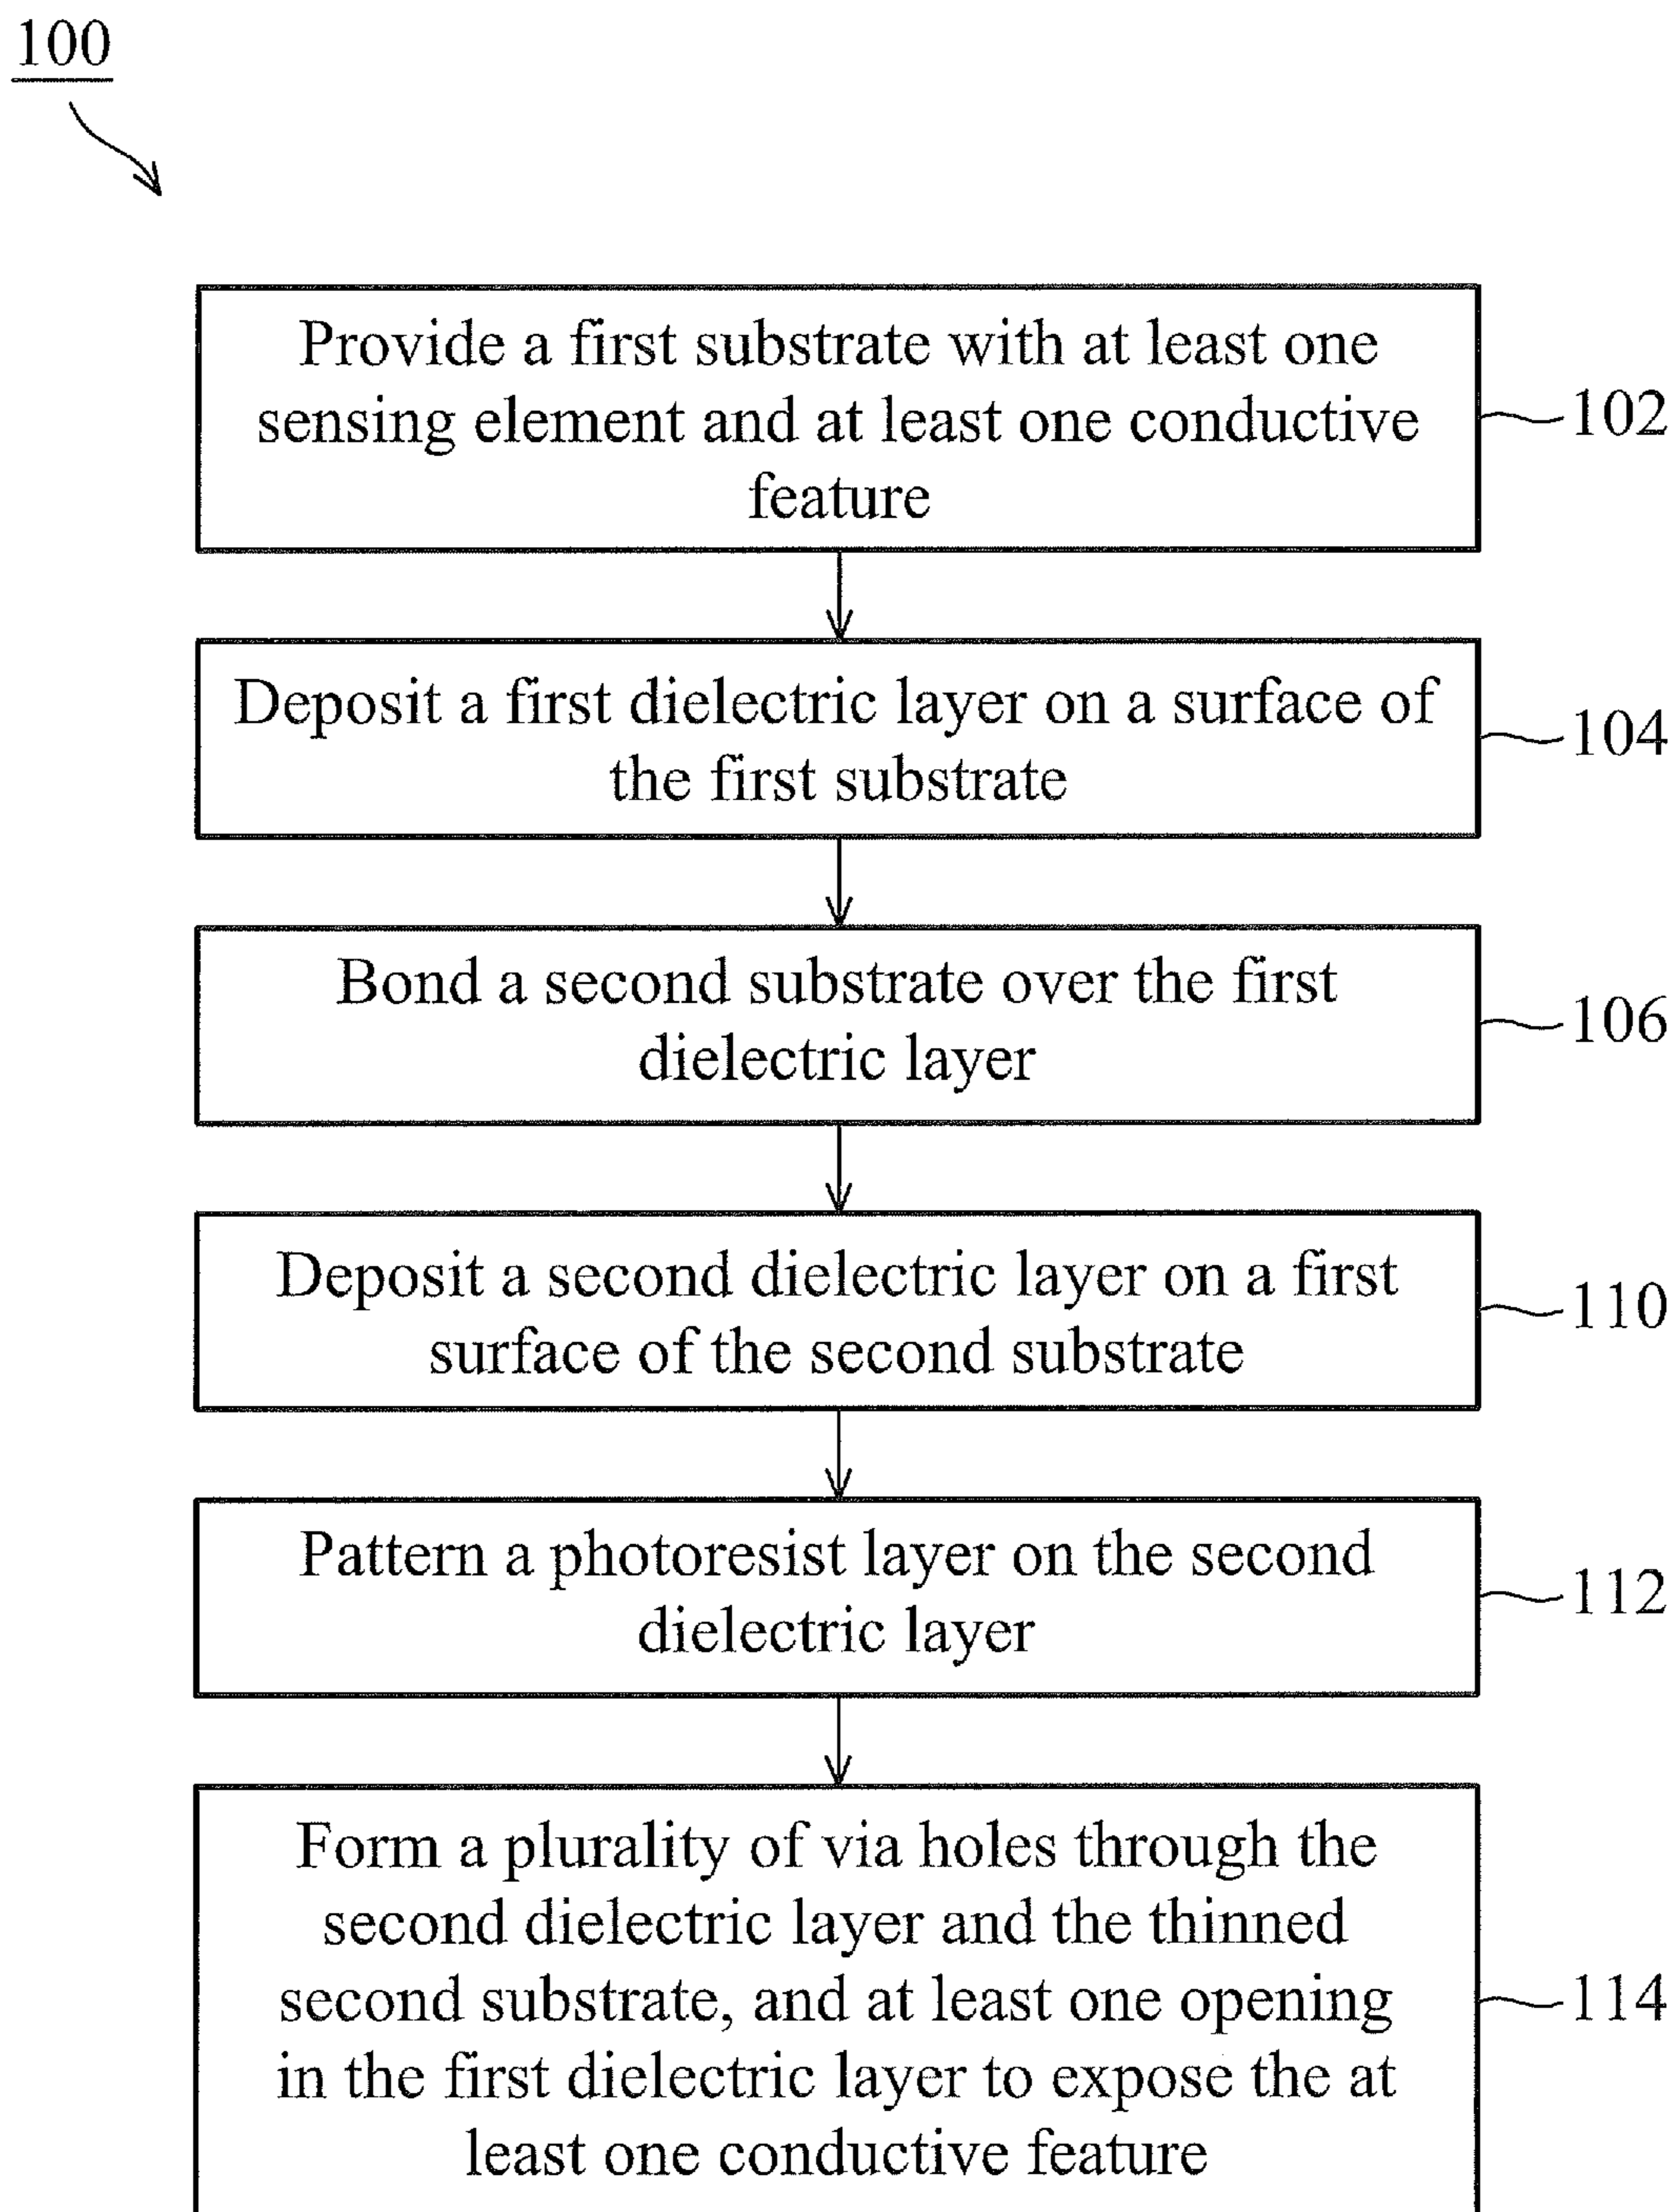 100
Provide a first substrate with at least one
sensing element and at least one conductive
feature
102
Deposit a first dielectric layer on a surface of
the first substrate
104
Bond a second substrate over the first
dielectric layer
106
Deposit a second dielectric layer on a first
surface of the second substrate
110
Pattern a photoresist layer on the second
dielectric layer
112
Form a plurality of via holes through the
second dielectric layer and the thinned
second substrate, and at least one opening
in the first dielectric layer to expose the at
least one conductive feature
114